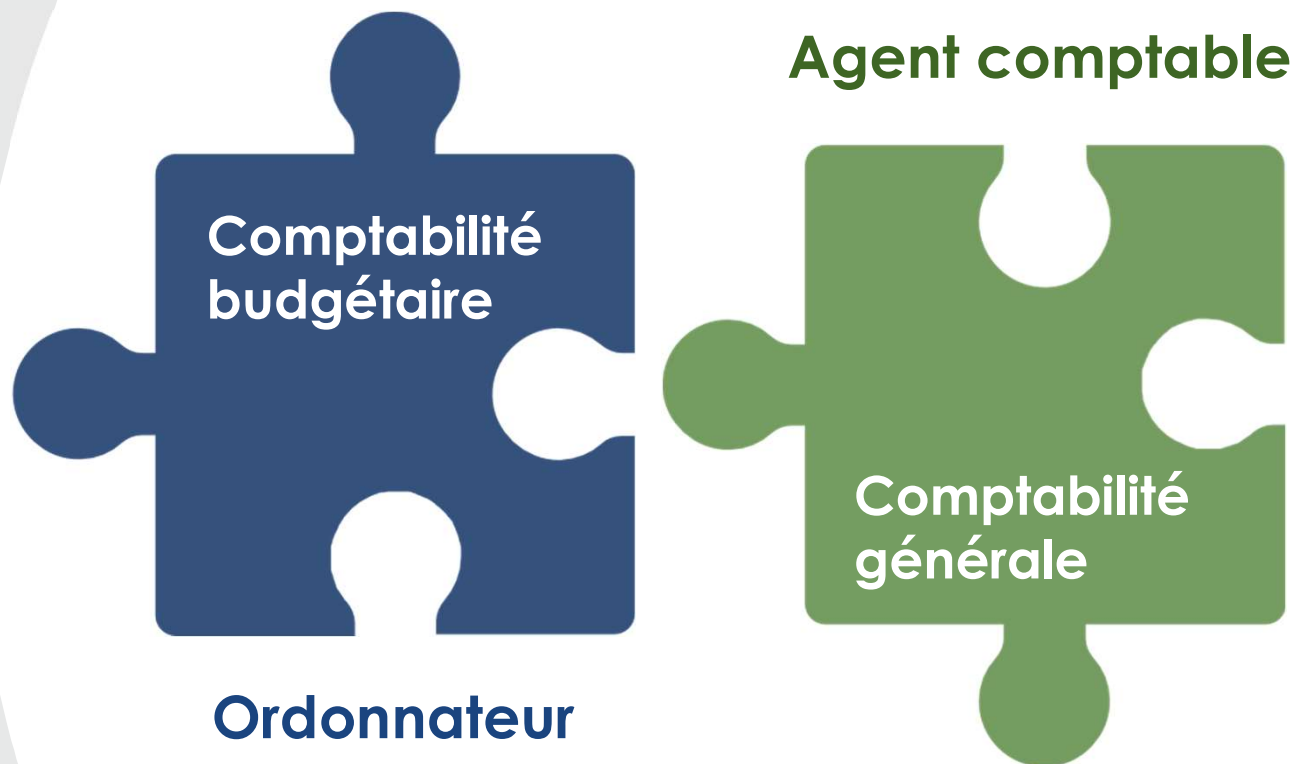 Agent comptable
Comptabilité
budgétaire
Comptabilité
générale
Ordonnateur